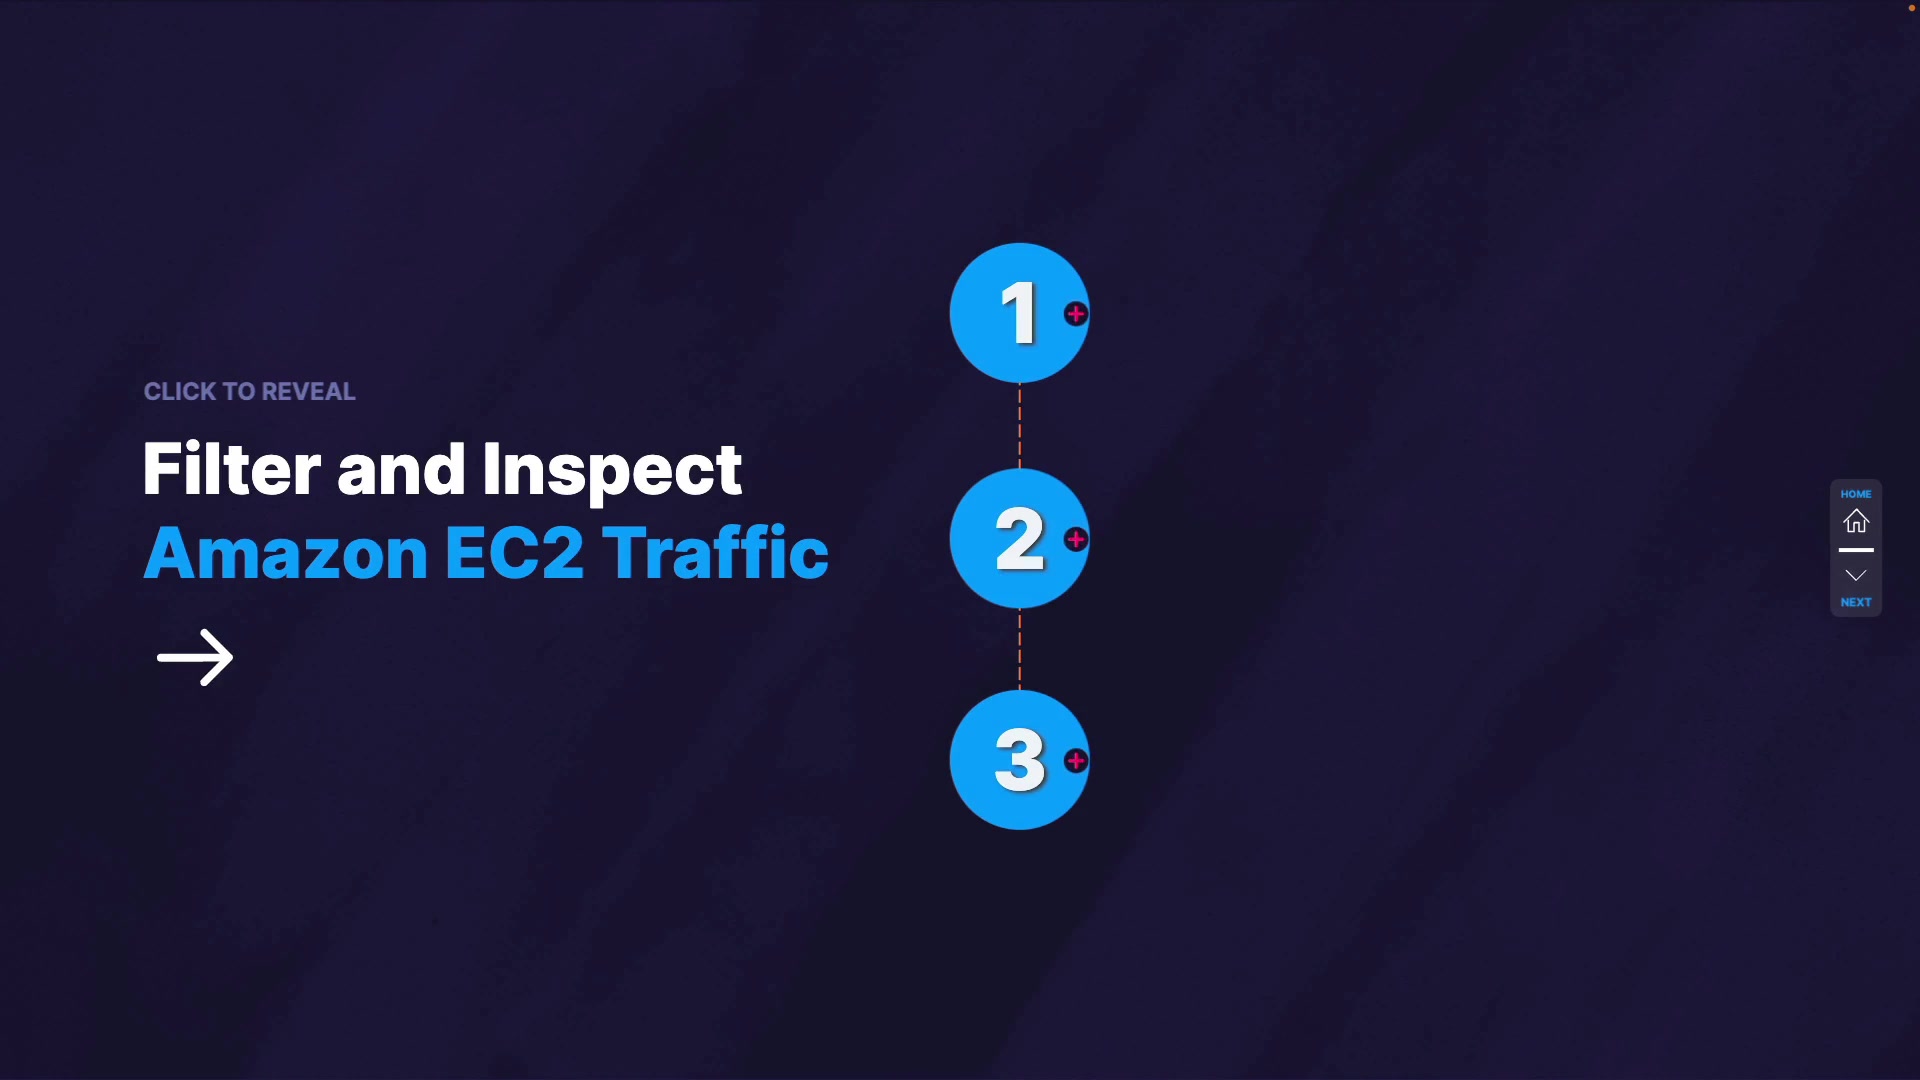 CLICK TO REVEAL
Filter and Inspect
Amazon EC2 Traffic
1
2
3
HOME
NEXT